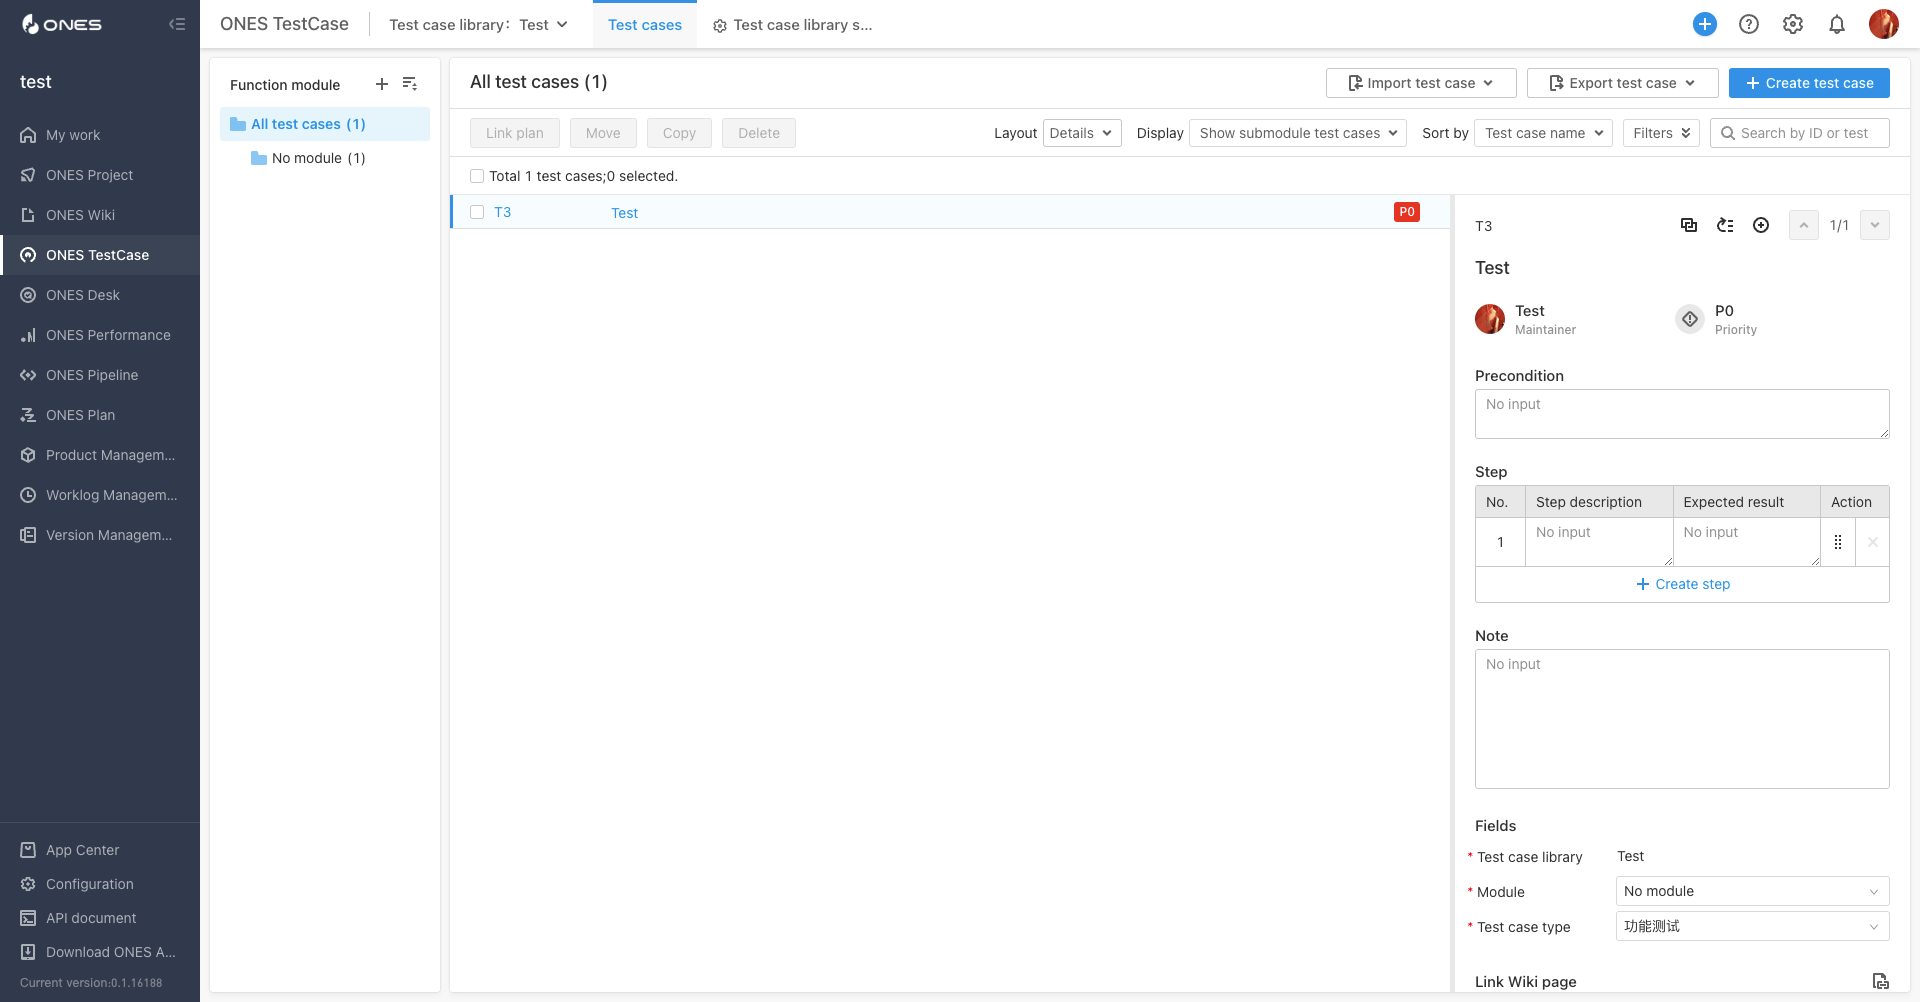 ONES
test
My work
ONES Project
ONES Wiki
ONES TestCase
ONES Desk
ONES Performance
ONES Pipeline
ONES Plan
Product Managem...
Worklog Managem...
Version Managem...
App Center
Configuration
API document
Download ONES A...
Current version:0.1.16188
ONES TestCase
Test case library: Test
Test cases
Test case library s...
Function module
All test cases (1)
No module (1)
All test cases (1)
Import test case
Export test case
Create test case
Link plan
Move
Copy
Delete
Layout
Details
Display
Show submodule test cases
Sort by
Test case name
Filters
Search by ID or test
Total 1 test cases;0 selected.
T3
Test
P0
T3
1/1
Test
Test
Maintainer
P0
Priority
Precondition
No input
Step
No.
Step description
Expected result
Action
1
No input
No input
Create step
Note
No input
Fields
* Test case library
Test
* Module
No module
* Test case type
功能测试
Link Wiki page